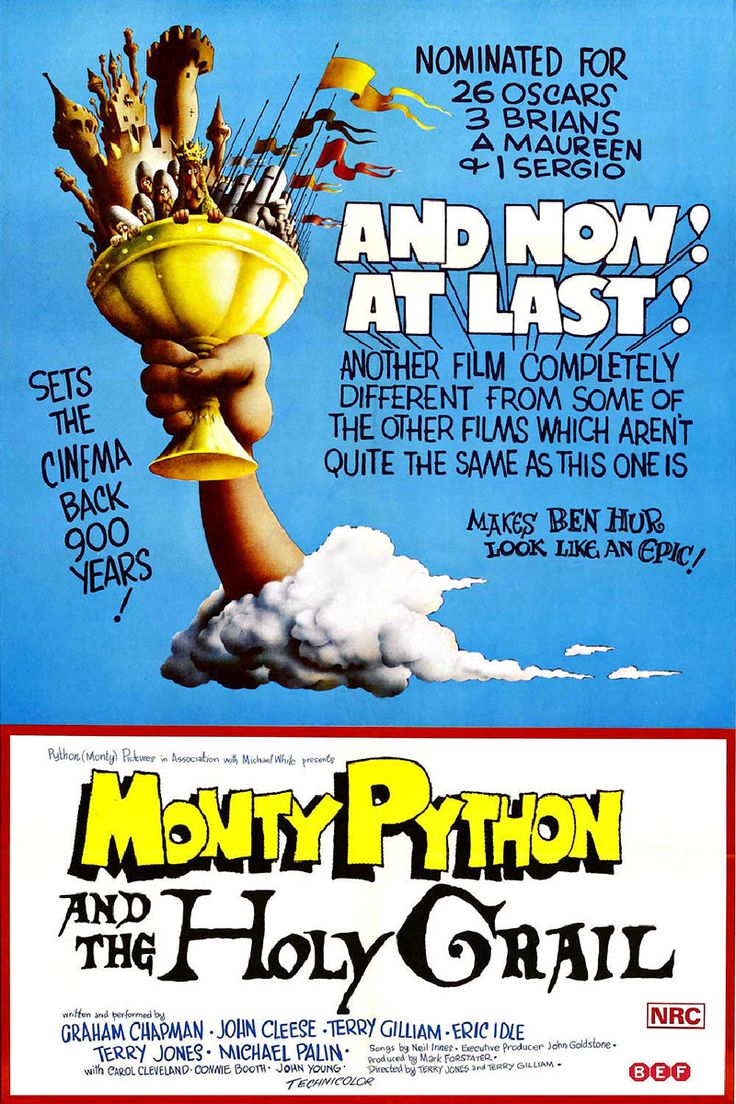 NOMINATED FOR
26 OSCARS
3 BRIANS
A MAUREEN
& 1 SERGIO
AND NOW!
AT LAST!
ANOTHER FILM COMPLETELY
DIFFERENT FROM SOME OF
THE OTHER FILMS WHICH AREN'T
QUITE THE SAME AS THIS ONE IS
MAKES BEN HUR
LOOK LIKE AN EPIC!
SETS
THE
CINEMA
BACK
900
YEARS
!
Python (Monty) Pictures in Association with Michael White presents
MONTY PYTHON
AND
THE HOLY GRAIL
written and performed by
GRAHAM CHAPMAN · JOHN CLEESE · TERRY GILLIAM · ERIC IDLE
TERRY JONES · MICHAEL PALIN ·
with CAROL CLEVELAND · CONNIE BOOTH · JOHN YOUNG ·
Songs by Neil Innes · Executive Producer John Goldstone ·
Produced by MARK FORSTATER ·
Directed by TERRY JONES and TERRY GILLIAM ·
TECHNICOLOR
NRC
BEF